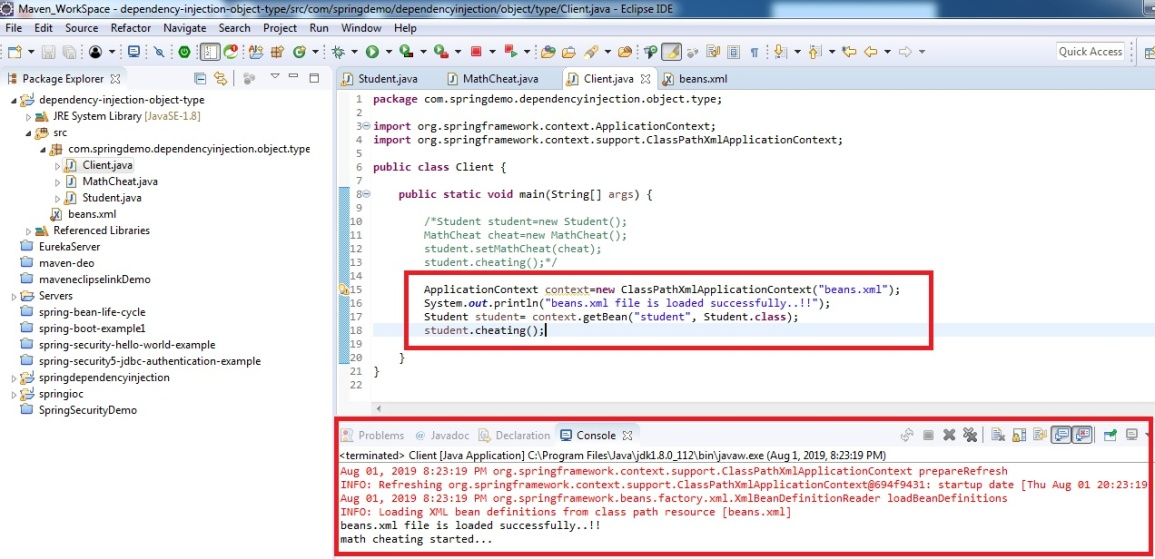 Maven_WorkSpace - dependency-injection-object-type/src/com/springdemo/dependencyinjection/object/type/Client.java - Eclipse IDE
File Edit Source Refactor Navigate Search Project Run Window Help
Quick Access
Package Explorer
dependency-injection-object-type
JRE System Library [JavaSE-1.8]
src
com.springdemo.dependencyinjection.object.type
Client.java
MathCheat.java
Student.java
beans.xml
Referenced Libraries
EurekaServer
maven-deo
maveneclipselinkDemo
Servers
spring-bean-life-cycle
spring-boot-example1
spring-security-hello-world-example
spring-security5-jdbc-authentication-example
springdependencyinjection
springioc
SpringSecurityDemo
Student.java MathCheat.java Client.java beans.xml
1 package com.springdemo.dependencyinjection.object.type;
2
3 import org.springframework.context.ApplicationContext;
4 import org.springframework.context.support.ClassPathXmlApplicationContext;
5
6 public class Client {
7
8 public static void main(String[] args) {
9
10 /*Student student=new Student();
11 MathCheat cheat=new MathCheat();
12 student.setMathCheat(cheat);
13 student.cheating();*/
14
15 ApplicationContext context=new ClassPathXmlApplicationContext("beans.xml");
16 System.out.println("beans.xml file is loaded successfully..!!");
17 Student student= context.getBean("student", Student.class);
18 student.cheating();
19
20 }
21 }
22
Problems Javadoc Declaration Console
<terminated> Client [Java Application] C:\Program Files\Java\jdk1.8.0_112\bin\javaw.exe (Aug 1, 2019, 8:23:19 PM)
Aug 01, 2019 8:23:19 PM org.springframework.context.support.ClassPathXmlApplicationContext prepareRefresh
INFO: Refreshing org.springframework.context.support.ClassPathXmlApplicationContext@694f9431: startup date [Thu Aug 01 20:23:19
Aug 01, 2019 8:23:19 PM org.springframework.beans.factory.xml.XmlBeanDefinitionReader loadBeanDefinitions
INFO: Loading XML bean definitions from class path resource [beans.xml]
beans.xml file is loaded successfully..!!
math cheating started...